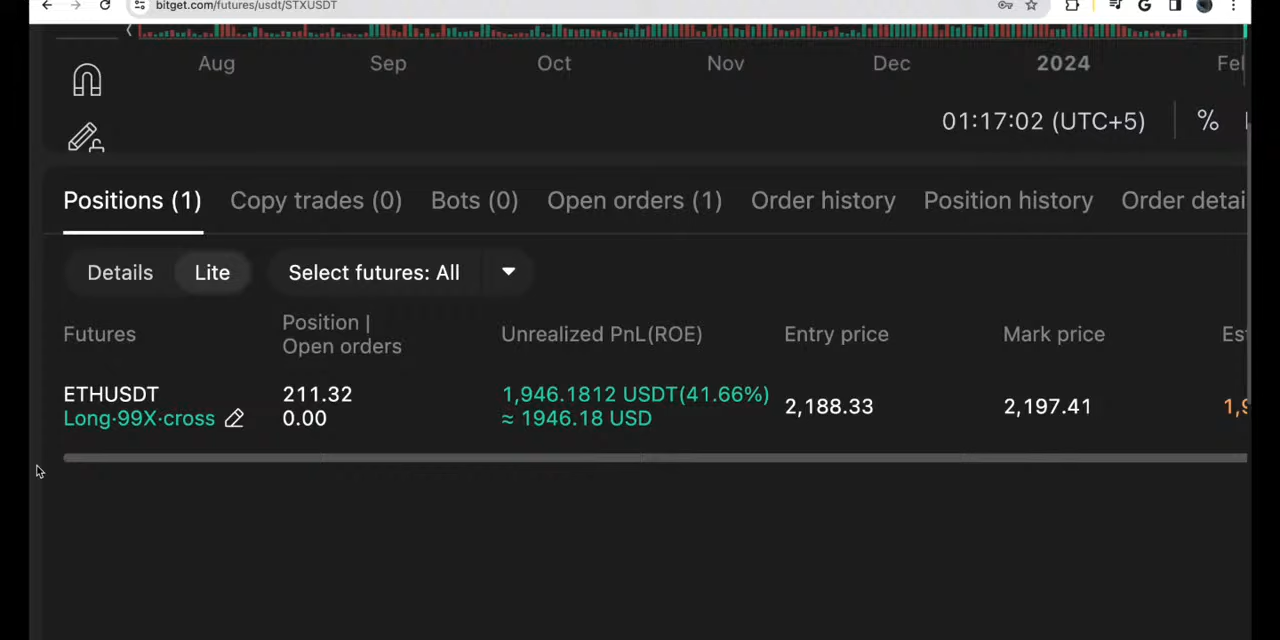 bitget.com/futures/usdt/STXUSDT
Aug Sep Oct Nov Dec 2024
01:17:02 (UTC+5) %
Positions (1) Copy trades (0) Bots (0) Open orders (1) Order history Position history Order detai
Details Lite Select futures: All
Futures Position | Open orders Unrealized PnL(ROE) Entry price Mark price Est
ETHUSDT 211.32 1,946.1812 USDT(41.66%) 2,188.33 2,197.41
Long·99X·cross 0.00 ≈ 1946.18 USD